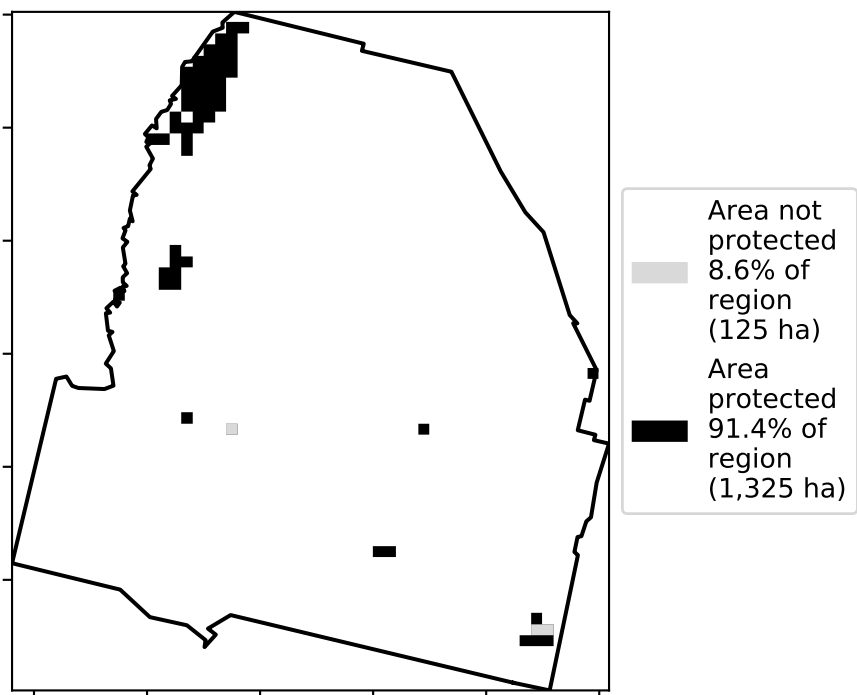 Area not
protected
8.6% of
region
(125 ha)
Area
protected
91.4% of
region
(1,325 ha)